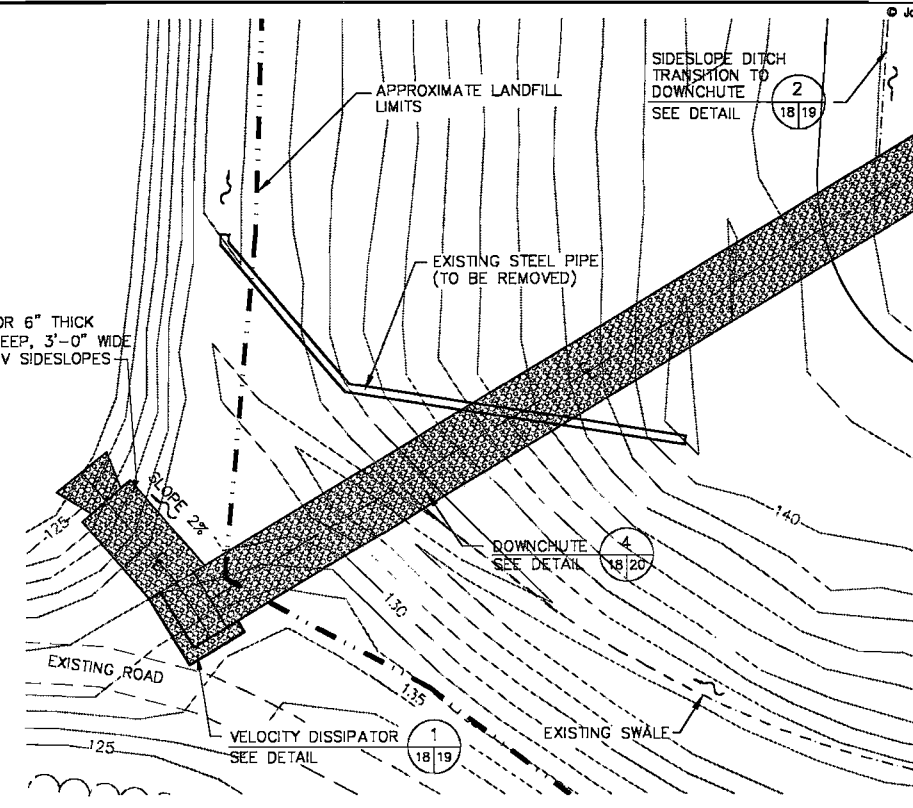 © Jo
SIDESLOPE DITCH
TRANSITION TO
DOWNCHUTE
SEE DETAIL
2
18 19
APPROXIMATE LANDFILL
LIMITS
EXISTING STEEL PIPE
(TO BE REMOVED)
OR 6" THICK
EEP, 3'-0" WIDE
V SIDESLOPES
SLOPE 2%
125
140
DOWNCHUTE
SEE DETAIL
4
18 20
130
EXISTING ROAD
135
VELOCITY DISSIPATOR
SEE DETAIL
1
18 19
EXISTING SWALE
125